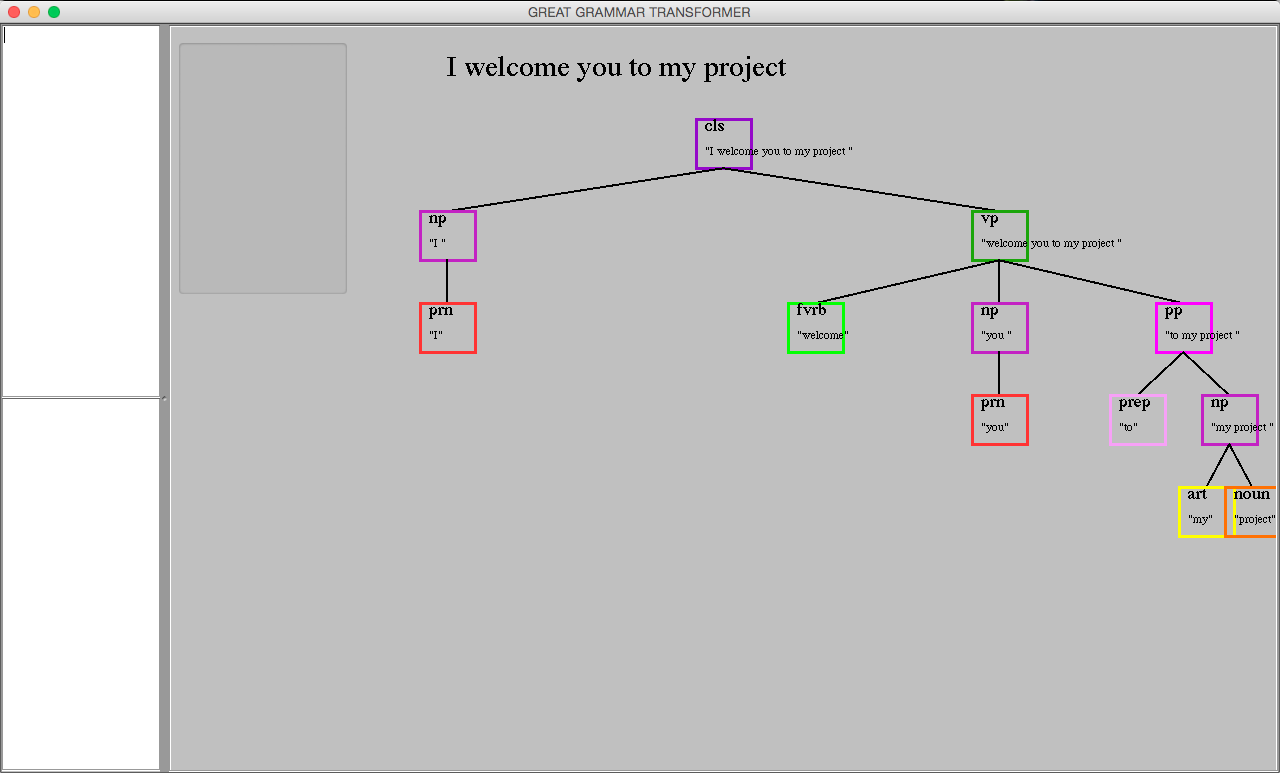 GREAT GRAMMAR TRANSFORMER
I welcome you to my project
cls
"I welcome you to my project "
np
"I "
vp
"welcome you to my project "
prn
"I"
fvrb
"welcome"
np
"you "
pp
"to my project "
prn
"you"
prep
"to"
np
"my project "
art
"my"
noun
"project"